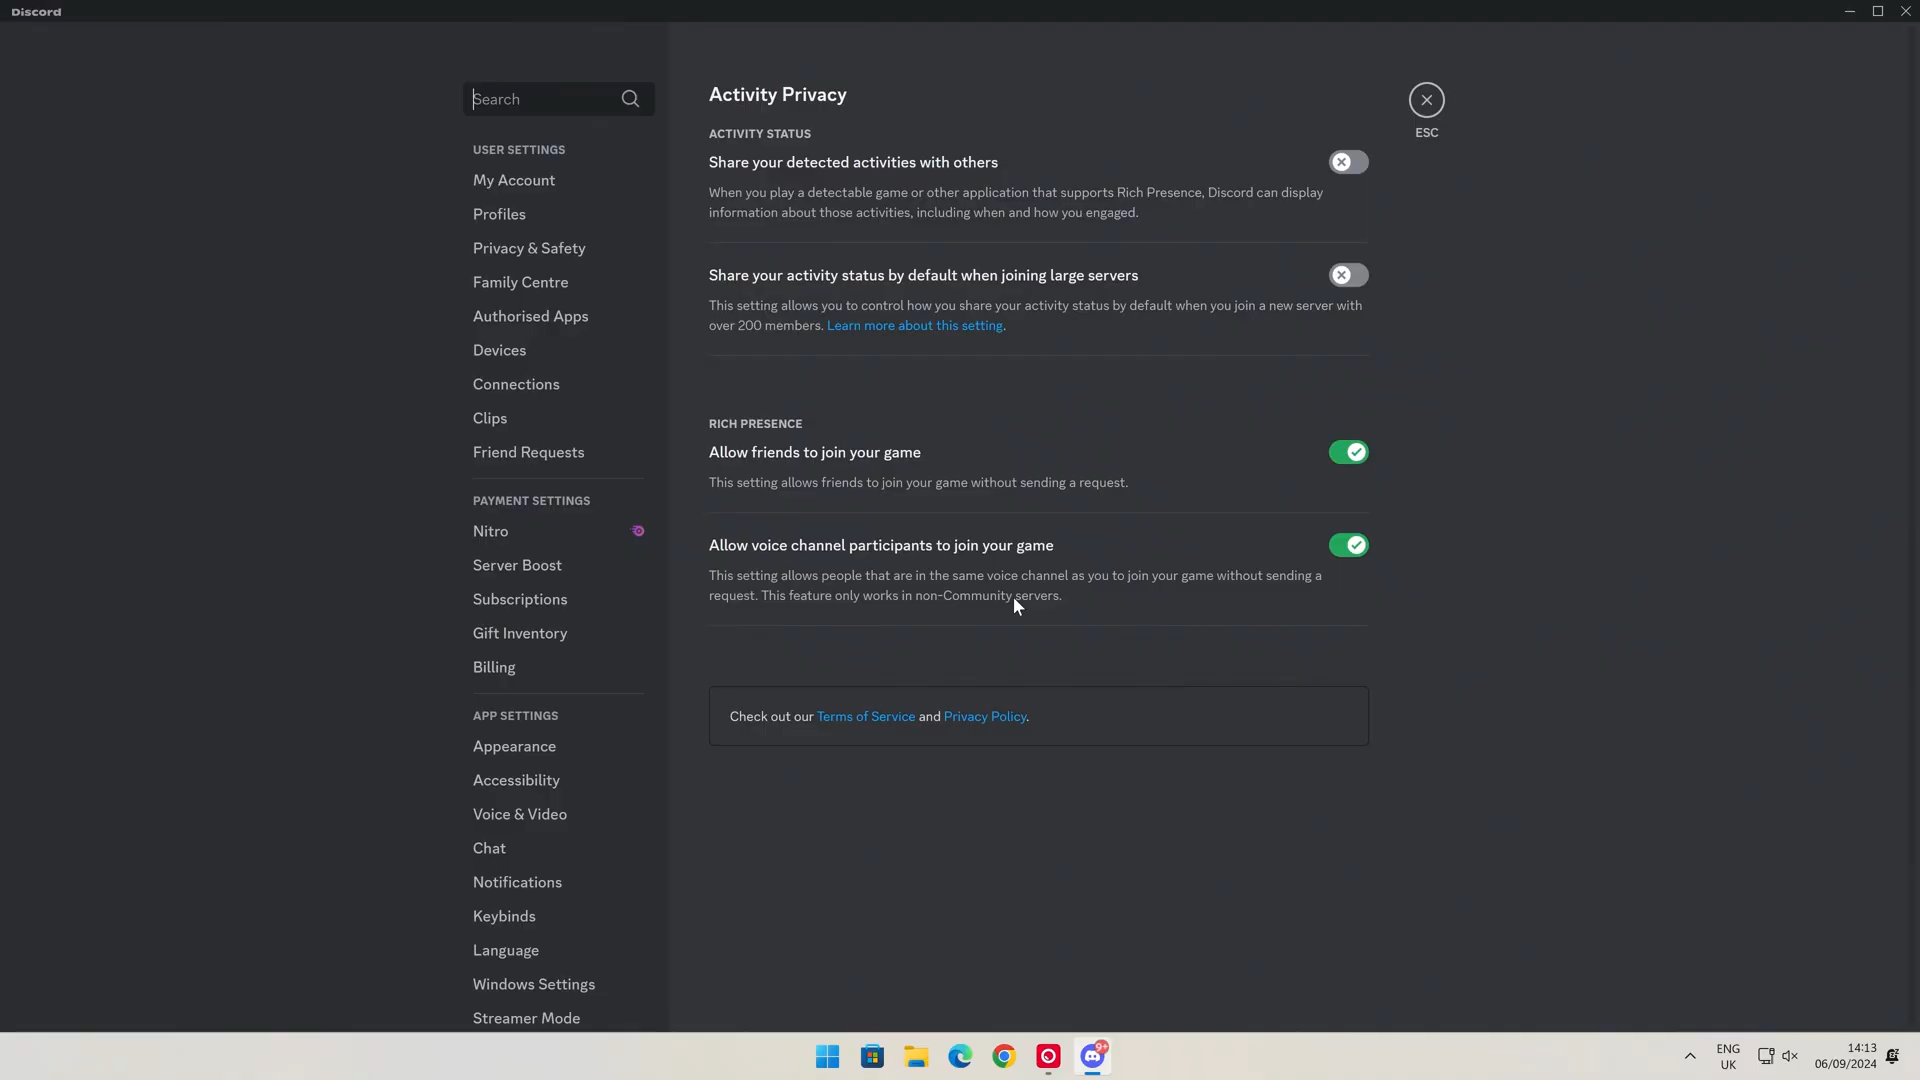 Discord
Search
USER SETTINGS
My Account
Profiles
Privacy & Safety
Family Centre
Authorised Apps
Devices
Connections
Clips
Friend Requests
PAYMENT SETTINGS
Nitro
Server Boost
Subscriptions
Gift Inventory
Billing
APP SETTINGS
Appearance
Accessibility
Voice & Video
Chat
Notifications
Keybinds
Language
Windows Settings
Streamer Mode
Activity Privacy
ESC
ACTIVITY STATUS
Share your detected activities with others
When you play a detectable game or other application that supports Rich Presence, Discord can display
information about those activities, including when and how you engaged.
Share your activity status by default when joining large servers
This setting allows you to control how you share your activity status by default when you join a new server with
over 200 members. Learn more about this setting.
RICH PRESENCE
Allow friends to join your game
This setting allows friends to join your game without sending a request.
Allow voice channel participants to join your game
This setting allows people that are in the same voice channel as you to join your game without sending a
request. This feature only works in non-Community servers.
Check out our Terms of Service and Privacy Policy.
9+
ENG
UK
14:13
06/09/2024